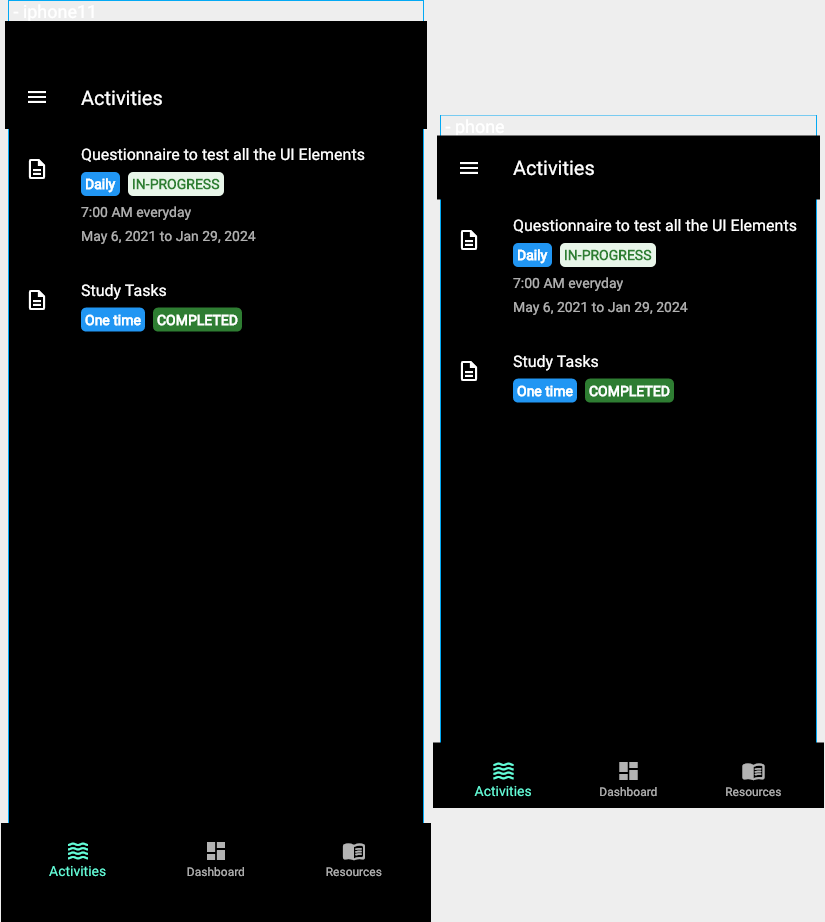 - iphone11
Activities
Questionnaire to test all the UI Elements
Daily IN-PROGRESS
7:00 AM everyday
May 6, 2021 to Jan 29, 2024
Study Tasks
One time COMPLETED
Activities Dashboard Resources
- phone
Activities
Questionnaire to test all the UI Elements
Daily IN-PROGRESS
7:00 AM everyday
May 6, 2021 to Jan 29, 2024
Study Tasks
One time COMPLETED
Activities Dashboard Resources